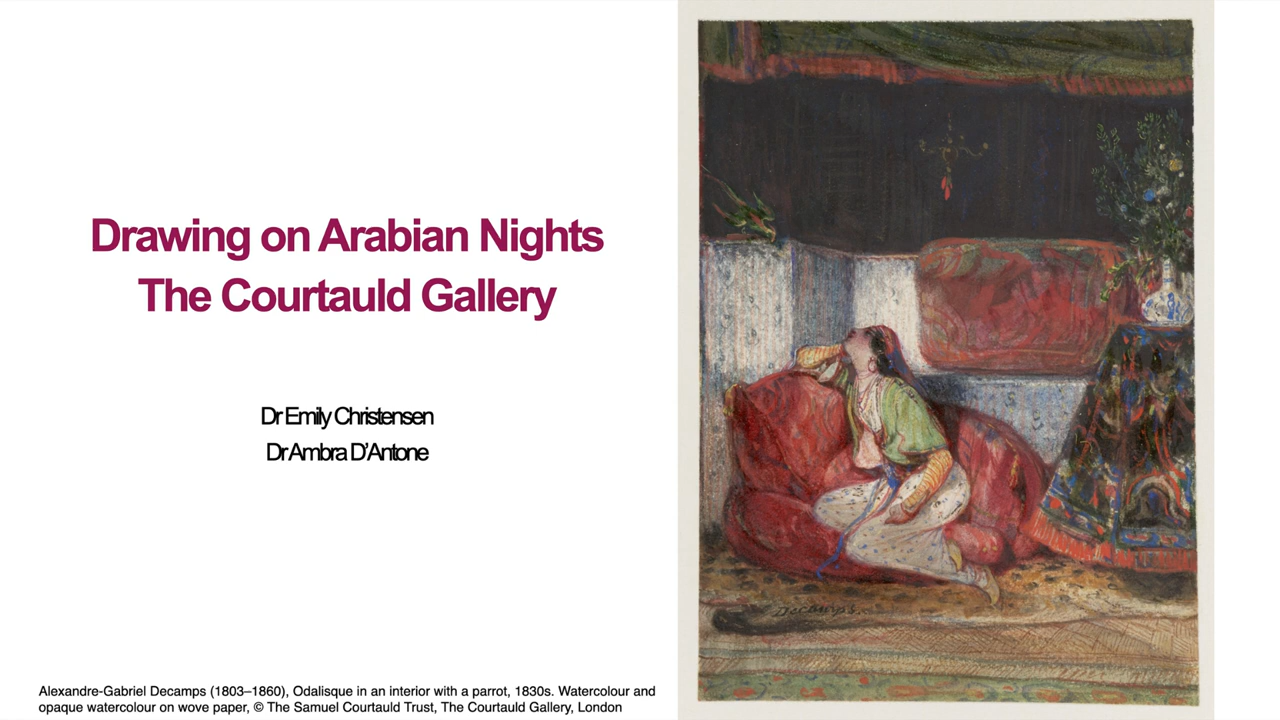 Drawing on Arabian Nights
The Courtauld Gallery
Dr Emily Christensen
Dr Ambra D'Antone
Decamps.
Alexandre-Gabriel Decamps (1803–1860), Odalisque in an interior with a parrot, 1830s. Watercolour and
opaque watercolour on wove paper, © The Samuel Courtauld Trust, The Courtauld Gallery, London